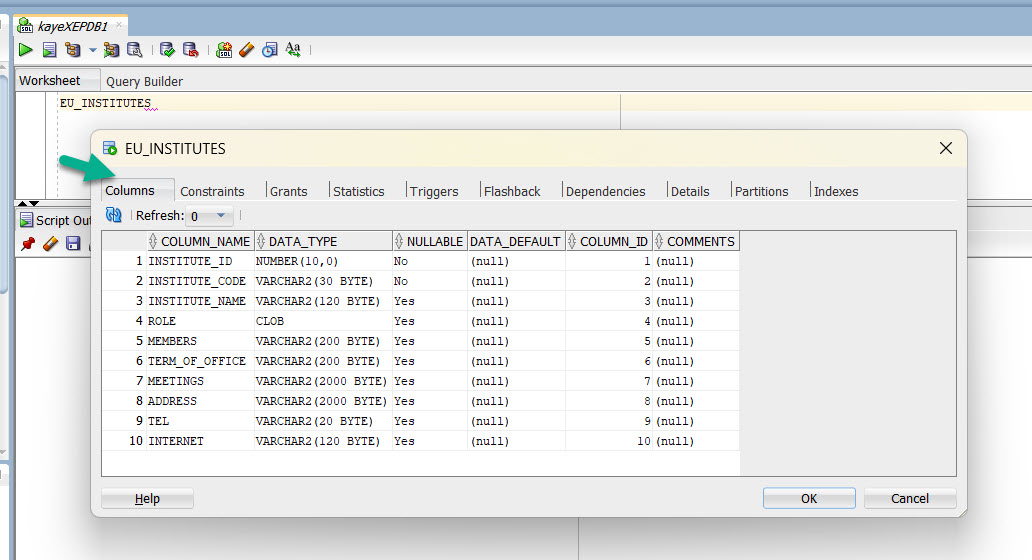 kayeXEPDB1
Worksheet Query Builder
EU_INSTITUTES
EU_INSTITUTES
Columns Constraints Grants Statistics Triggers Flashback Dependencies Details Partitions Indexes
Refresh: 0
COLUMN_NAME DATA_TYPE NULLABLE DATA_DEFAULT COLUMN_ID COMMENTS
1 INSTITUTE_ID NUMBER(10,0) No (null) 1 (null)
2 INSTITUTE_CODE VARCHAR2(30 BYTE) No (null) 2 (null)
3 INSTITUTE_NAME VARCHAR2(120 BYTE) Yes (null) 3 (null)
4 ROLE CLOB Yes (null) 4 (null)
5 MEMBERS VARCHAR2(200 BYTE) Yes (null) 5 (null)
6 TERM_OF_OFFICE VARCHAR2(200 BYTE) Yes (null) 6 (null)
7 MEETINGS VARCHAR2(2000 BYTE) Yes (null) 7 (null)
8 ADDRESS VARCHAR2(2000 BYTE) Yes (null) 8 (null)
9 TEL VARCHAR2(20 BYTE) Yes (null) 9 (null)
10 INTERNET VARCHAR2(120 BYTE) Yes (null) 10 (null)
Script Out
Help OK Cancel